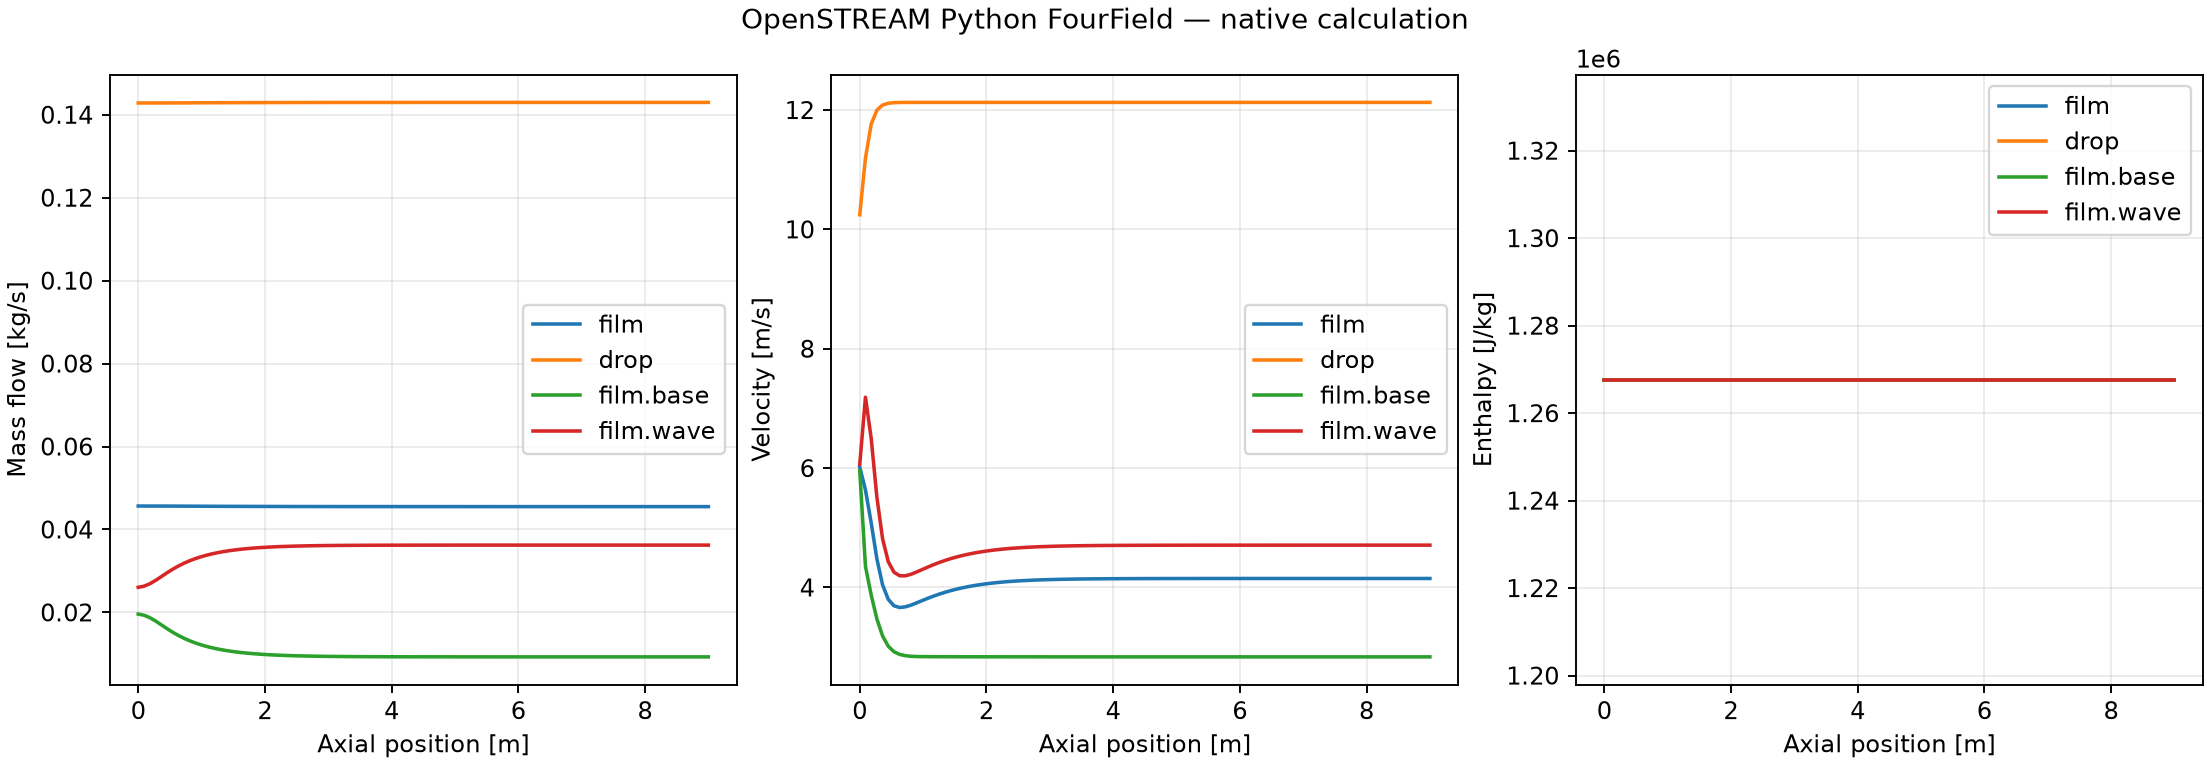 OpenSTREAM Python FourField — native calculation
Mass flow [kg/s]
0.14
0.12
0.10
0.08
0.06
0.04
0.02
0 2 4 6 8
Axial position [m]
film
drop
film.base
film.wave
Velocity [m/s]
12
10
8
6
4
0 2 4 6 8
Axial position [m]
film
drop
film.base
film.wave
1e6
Enthalpy [J/kg]
1.32
1.30
1.28
1.26
1.24
1.22
1.20
0 2 4 6 8
Axial position [m]
film
drop
film.base
film.wave